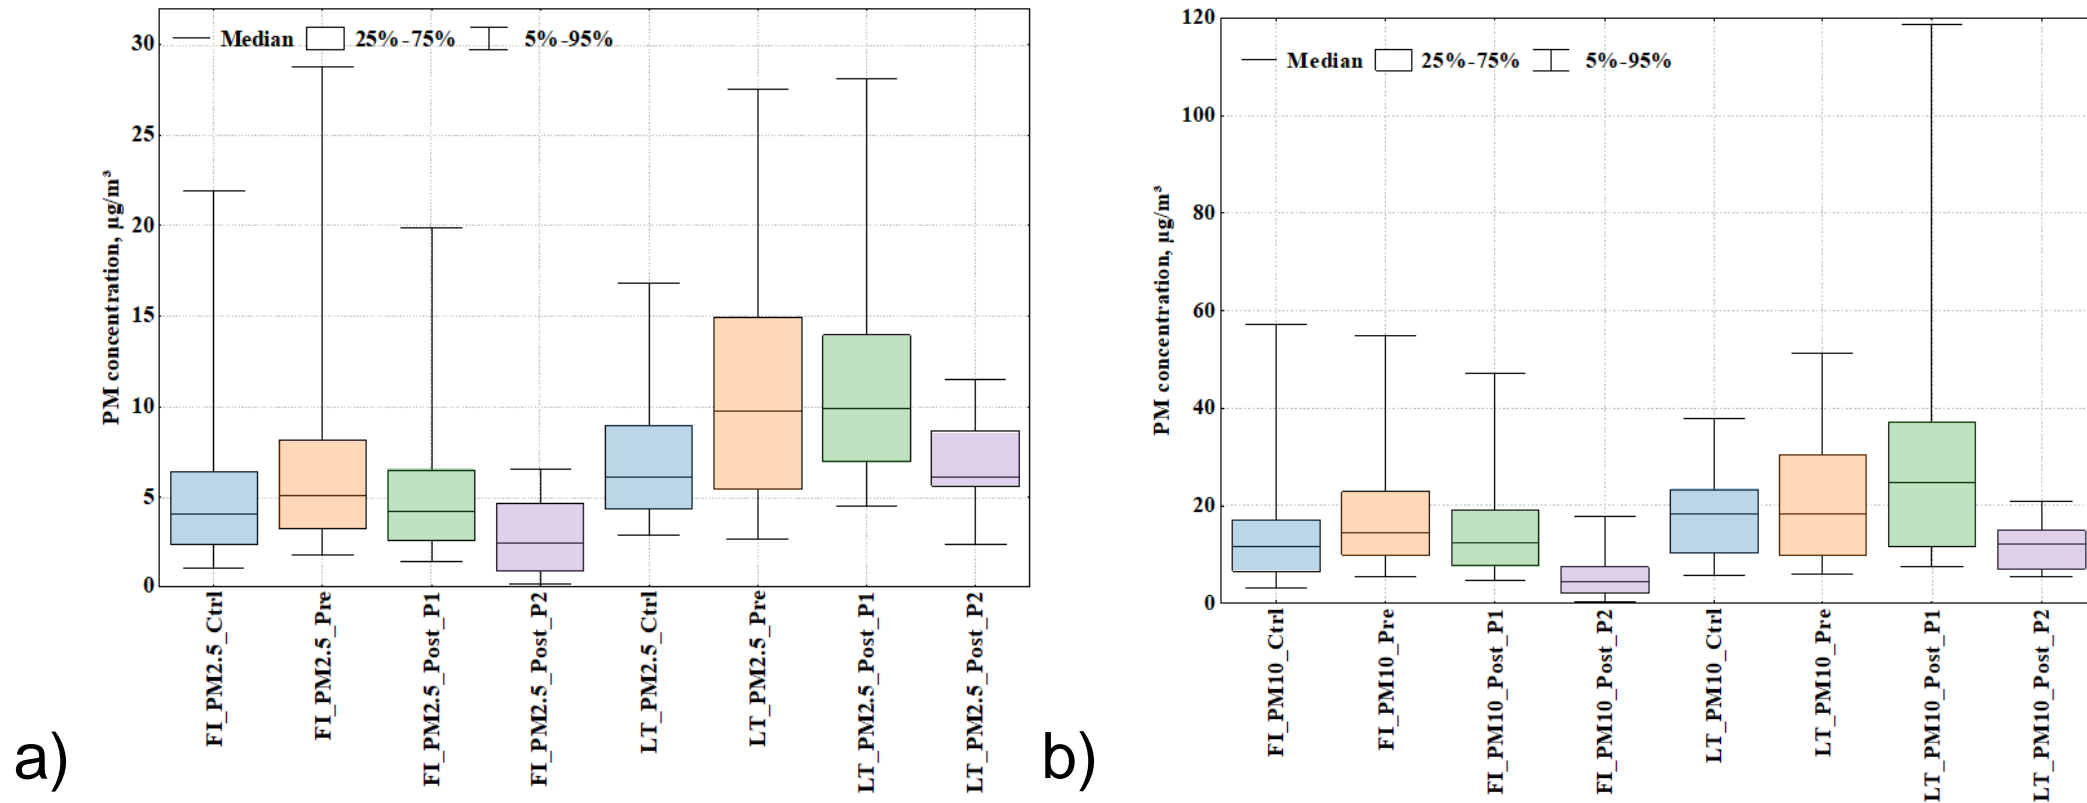 Median 25%-75% 5%-95%
PM concentration, µg/m³
30
25
20
15
10
5
0
FI_PM2.5_Ctrl
FI_PM2.5_Pre
FI_PM2.5_Post_P1
FI_PM2.5_Post_P2
LT_PM2.5_Ctrl
LT_PM2.5_Pre
LT_PM2.5_Post_P1
LT_PM2.5_Post_P2
a)
Median 25%-75% 5%-95%
PM concentration, µg/m³
120
100
80
60
40
20
0
FI_PM10_Ctrl
FI_PM10_Pre
FI_PM10_Post_P1
FI_PM10_Post_P2
LT_PM10_Ctrl
LT_PM10_Pre
LT_PM10_Post_P1
LT_PM10_Post_P2
b)